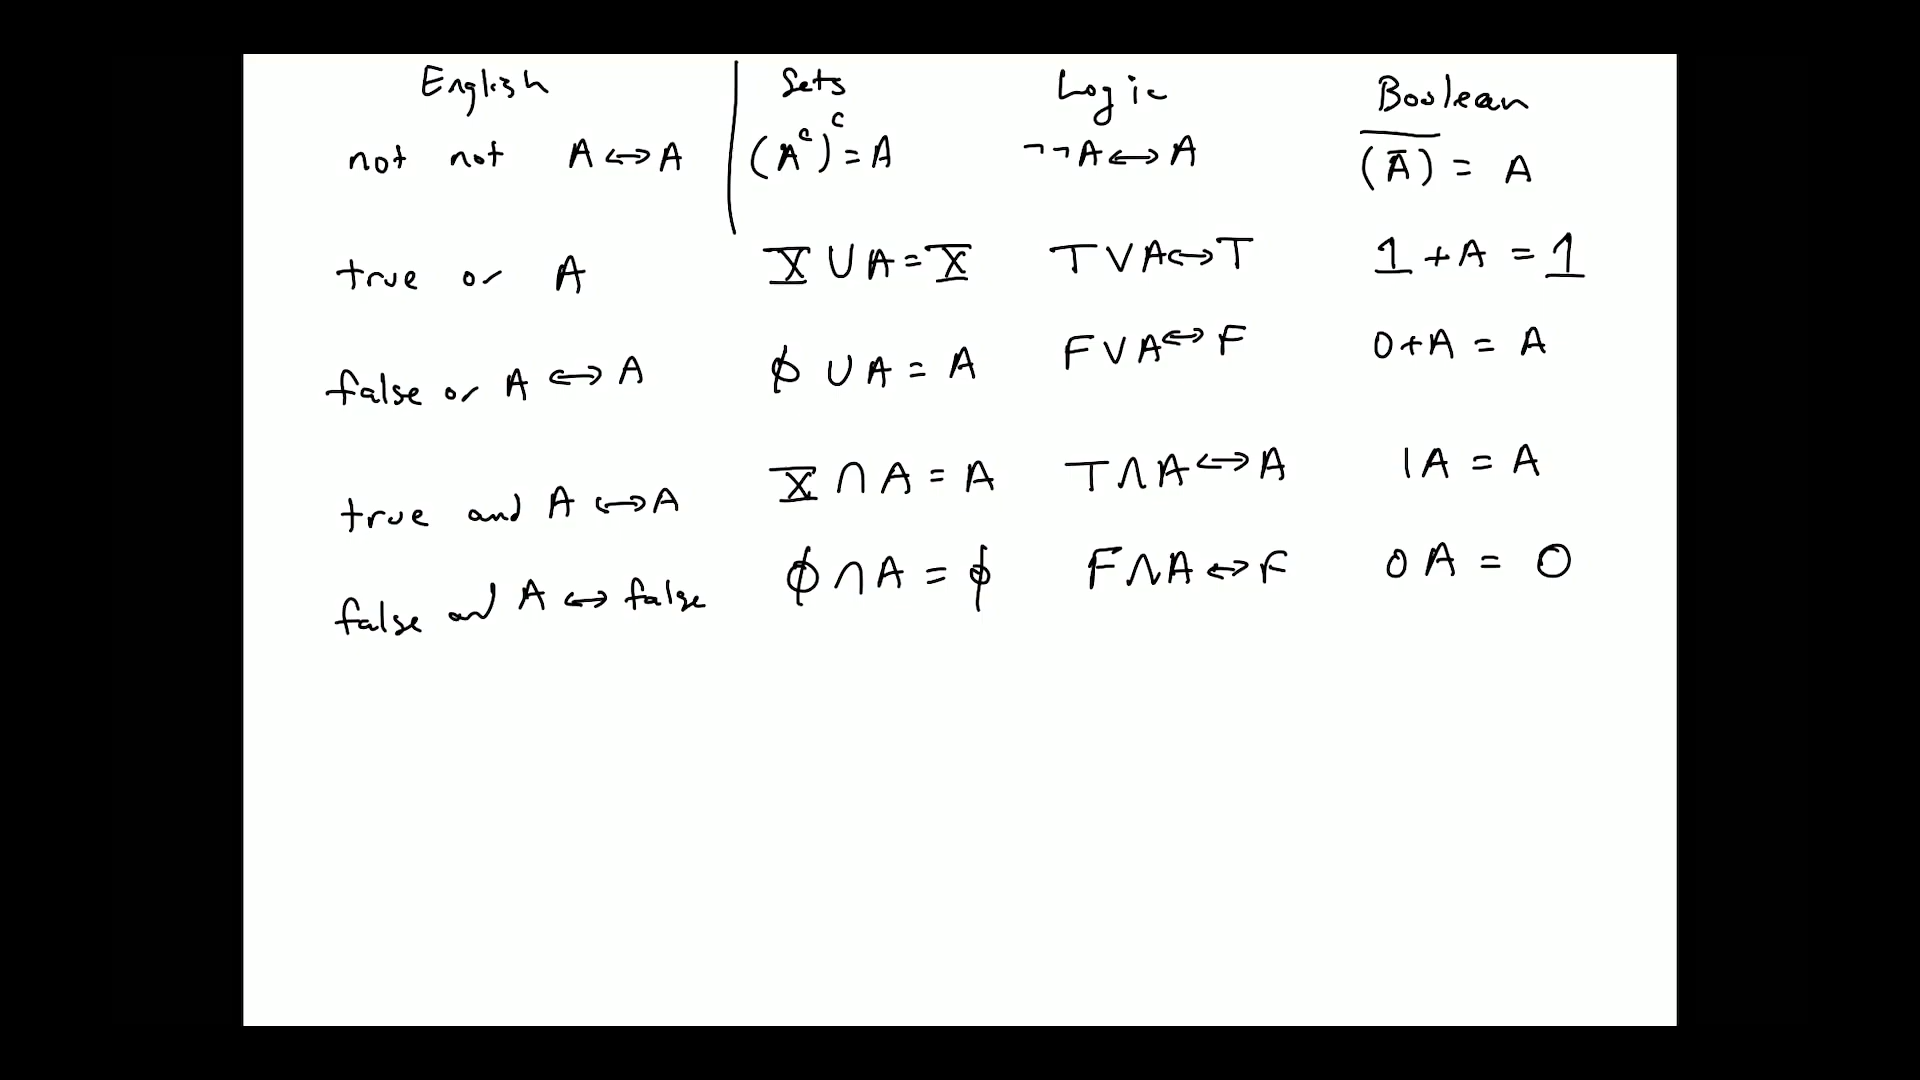 English Sets Logic Boolean
not not A ↔ A (Aᶜ)ᶜ = A ¬¬A ↔ A (A̅)̅ = A
true or A X ∪ A = X T ∨ A ↔ T 1 + A = 1
false or A ↔ A ϕ ∪ A = A F ∨ A ↔ F 0 + A = A
true and A ↔ A X ∩ A = A T ∧ A ↔ A 1A = A
false and A ↔ false ϕ ∩ A = ϕ F ∧ A ↔ F 0A = 0